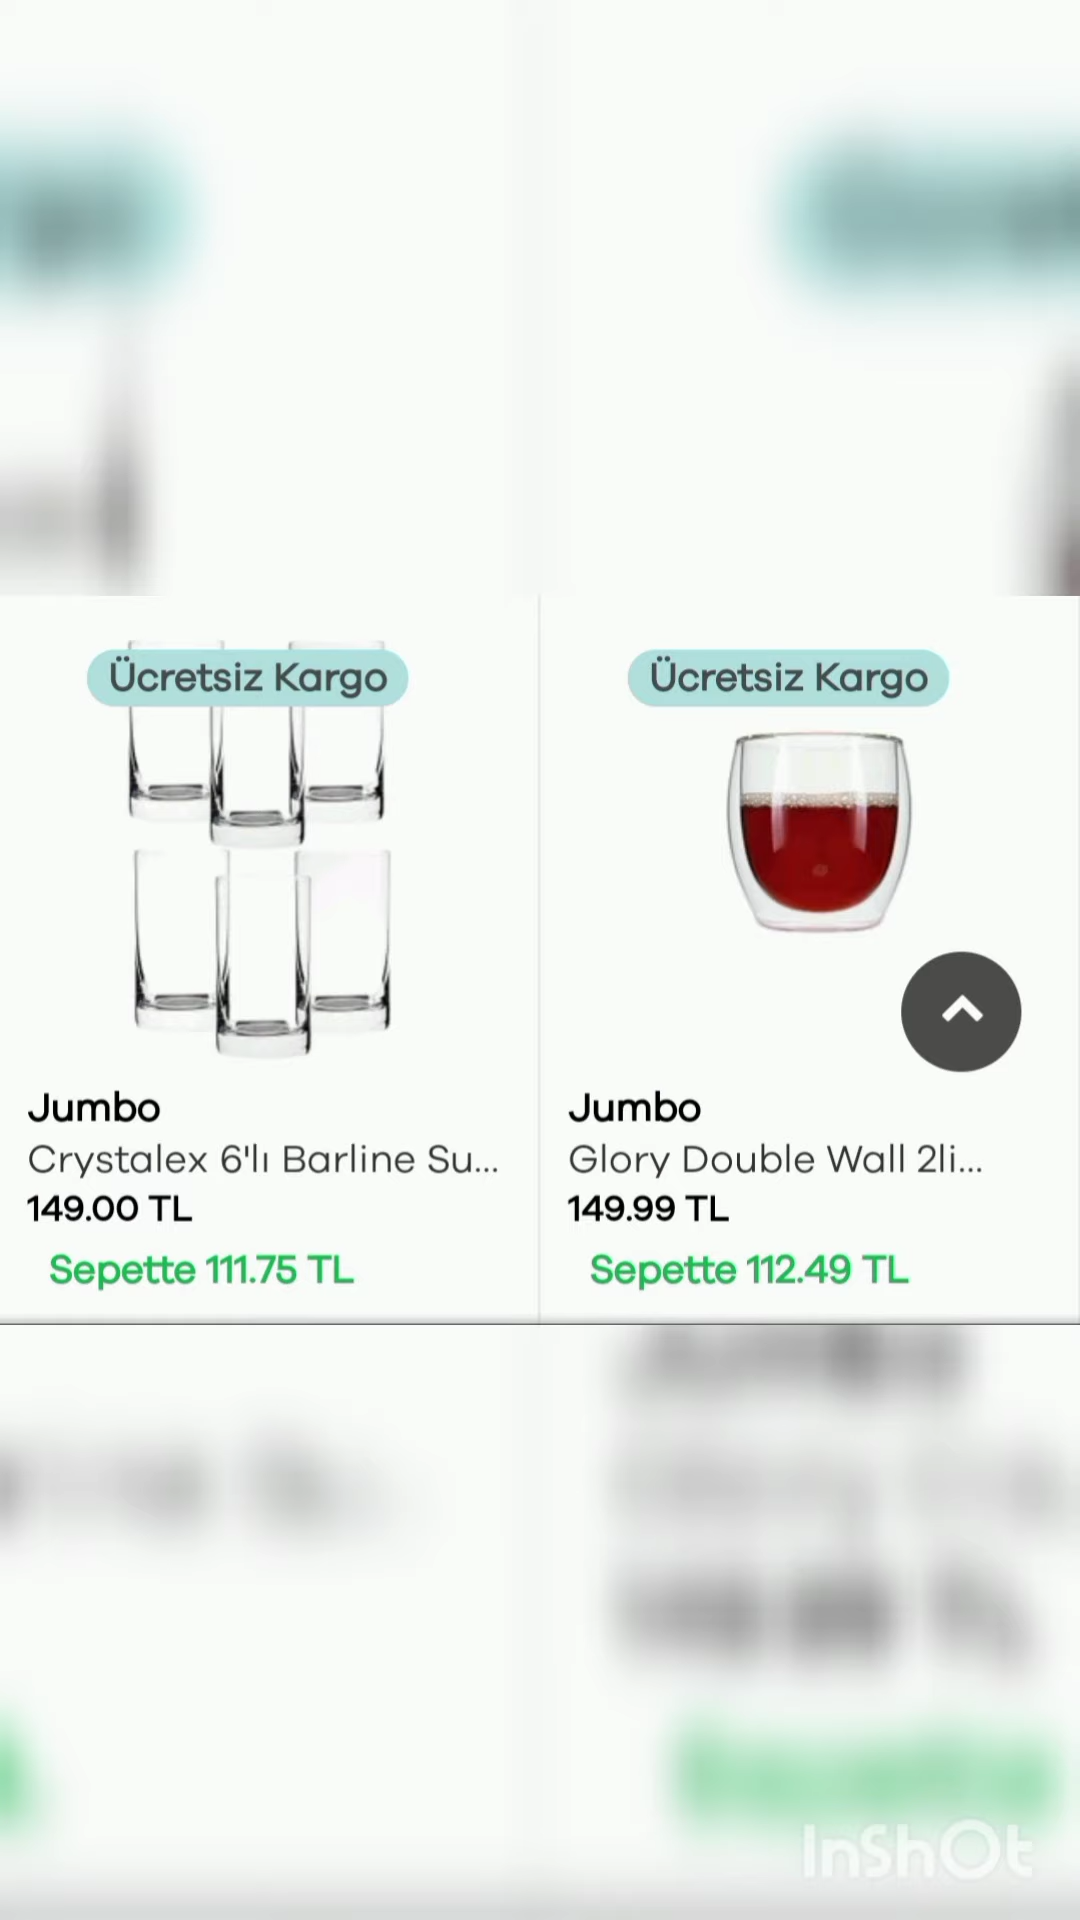 Ücretsiz Kargo
Jumbo
Crystalex 6'lı Barline Su...
149.00 TL
Sepette 111.75 TL
Ücretsiz Kargo
Jumbo
Glory Double Wall 2li...
149.99 TL
Sepette 112.49 TL
InShOt